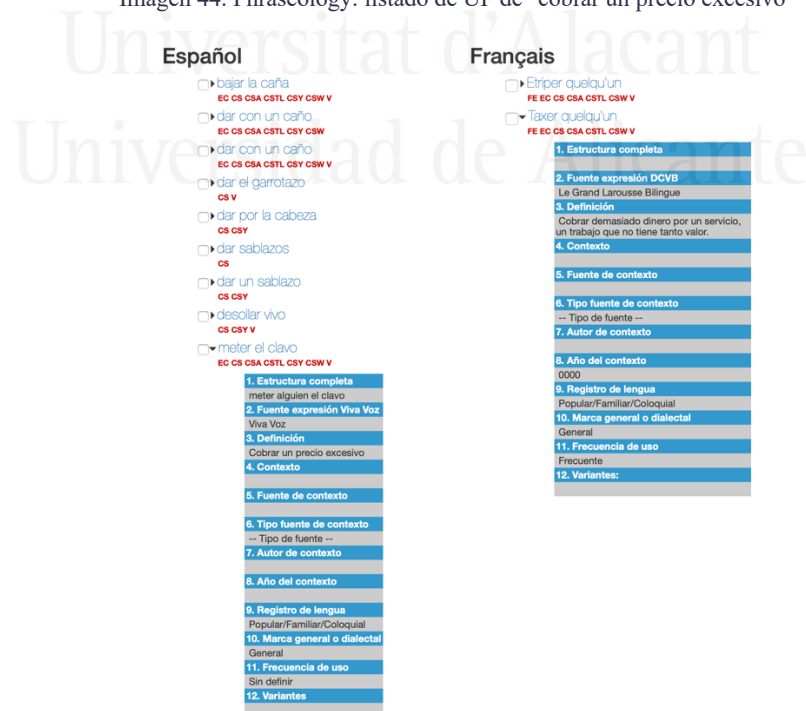 Imagen 44. Phraseology: listado de UF de "cobrar un precio excesivo"
Universitat d'Alacant
Universidad de Alicante
Español
bajar la caña
EC CS CSA CSTL CSY CSW V
dar con un caño
EC CS CSA CSTL CSY CSW
dar con un caño
EC CS CSA CSTL CSY CSW V
dar el garrotazo
CS V
dar por la cabeza
CS CSY
dar sablazos
CS
dar un sablazo
CS CSY
desollar vivo
CS CSY V
meter el clavo
EC CS CSA CSTL CSY CSW V
1. Estructura completa
meter alguien el clavo
2. Fuente expresión Viva Voz
Viva Voz
3. Definición
Cobrar un precio excesivo
4. Contexto
5. Fuente de contexto
6. Tipo fuente de contexto
-- Tipo de fuente --
7. Autor de contexto
8. Año del contexto
9. Registro de lengua
Popular/Familiar/Coloquial
10. Marca general o dialectal
General
11. Frecuencia de uso
Sin definir
12. Variantes
Français
Etriper quelqu'un
FE EC CS CSA CSTL CSW V
Taxer quelqu'un
FE EC CS CSA CSTL CSW V
1. Estructura completa
2. Fuente expresión DCVB
Le Grand Larousse Bilingue
3. Definición
Cobrar demasiado dinero por un servicio,
un trabajo que no tiene tanto valor.
4. Contexto
5. Fuente de contexto
6. Tipo fuente de contexto
-- Tipo de fuente --
7. Autor de contexto
8. Año del contexto
0000
9. Registro de lengua
Popular/Familiar/Coloquial
10. Marca general o dialectal
General
11. Frecuencia de uso
Frecuente
12. Variantes: